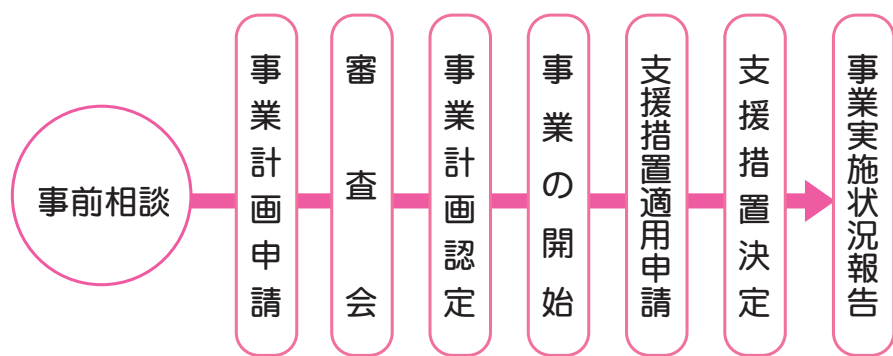 事前相談
事業計画申請
審査会
事業計画認定
事業の開始
支援措置適用申請
支援措置決定
事業実施状況報告